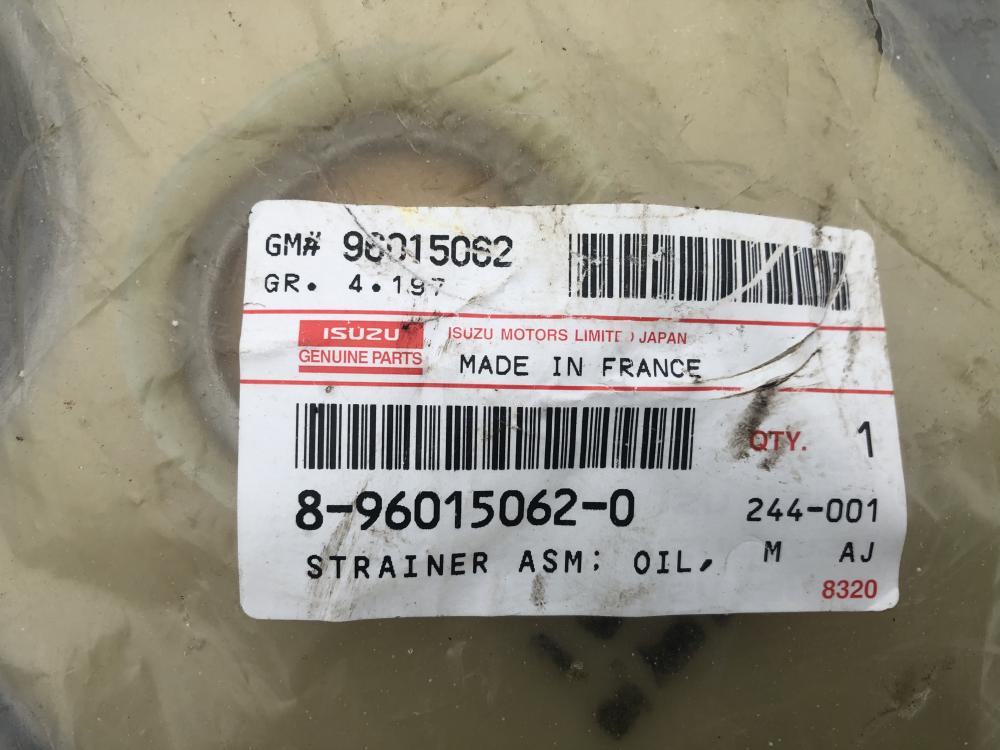 GM# 96015062
GR. 4.197
ISUZU
GENUINE PARTS
ISUZU MOTORS LIMITED JAPAN
MADE IN FRANCE
QTY. 1
8-96015062-0
244-001
STRAINER ASM; OIL, M AJ
8320